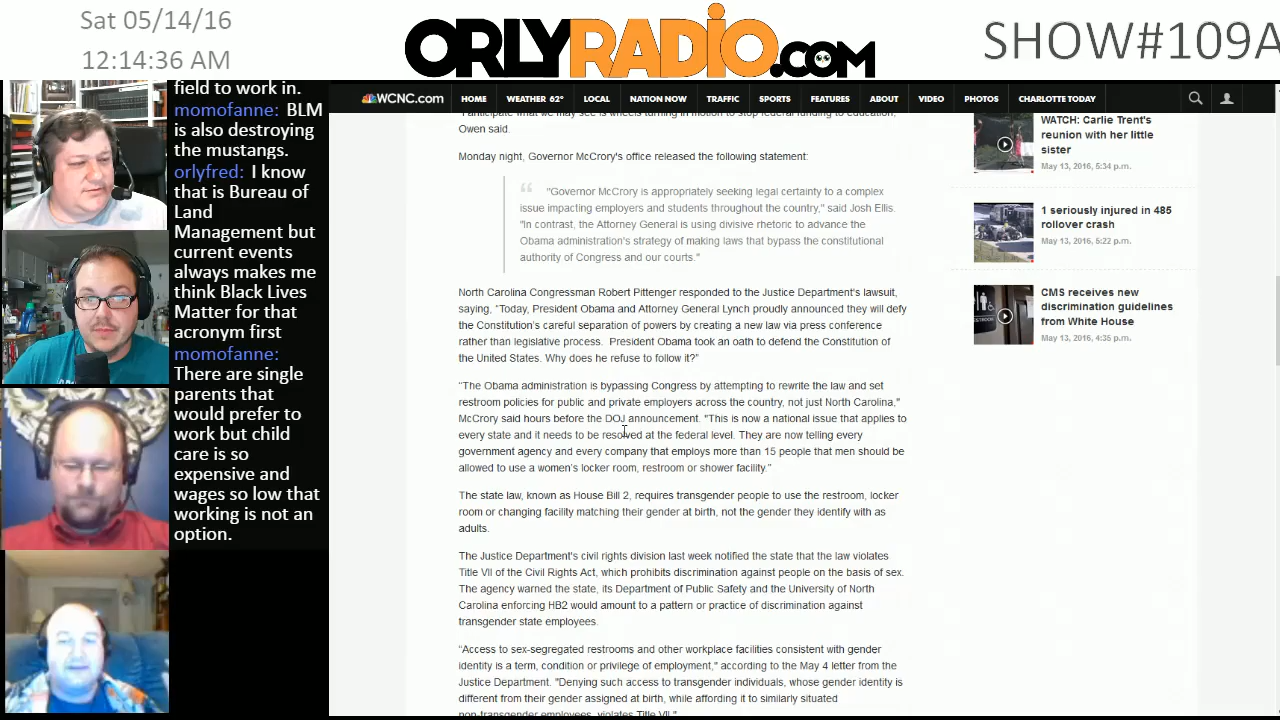 Sat 05/14/16
12:14:36 AM
ORLYRADiO.com
SHOW#109A
field to work in.
momofanne: BLM
is also destroying
the mustangs.
orlyfred: I know
that is Bureau of
Land
Management but
current events
always makes me
think Black Lives
Matter for that
acronym first
momofanne:
There are single
parents that
would prefer to
work but child
care is so
expensive and
wages so low that
working is not an
option.
WCNC.com HOME WEATHER 62° LOCAL NATION NOW TRAFFIC SPORTS FEATURES ABOUT VIDEO PHOTOS CHARLOTTE TODAY
"I anticipate what we may see is wheels turning in motion to stop federal funding to education,"
Owen said.
Monday night, Governor McCrory's office released the following statement:
"Governor McCrory is appropriately seeking legal certainty to a complex
issue impacting employers and students throughout the country," said Josh Ellis.
"In contrast, the Attorney General is using divisive rhetoric to advance the
Obama administration's strategy of making laws that bypass the constitutional
authority of Congress and our courts."
North Carolina Congressman Robert Pittenger responded to the Justice Department's lawsuit,
saying, "Today, President Obama and Attorney General Lynch proudly announced they will defy
the Constitution's careful separation of powers by creating a new law via press conference
rather than legislative process. President Obama took an oath to defend the Constitution of
the United States. Why does he refuse to follow it?"
"The Obama administration is bypassing Congress by attempting to rewrite the law and set
restroom policies for public and private employers across the country, not just North Carolina,"
McCrory said hours before the DOJ announcement. "This is now a national issue that applies to
every state and it needs to be resolved at the federal level. They are now telling every
government agency and every company that employs more than 15 people that men should be
allowed to use a women's locker room, restroom or shower facility."
The state law, known as House Bill 2, requires transgender people to use the restroom, locker
room or changing facility matching their gender at birth, not the gender they identify with as
adults.
The Justice Department's civil rights division last week notified the state that the law violates
Title VII of the Civil Rights Act, which prohibits discrimination against people on the basis of sex.
The agency warned the state, its Department of Public Safety and the University of North
Carolina enforcing HB2 would amount to a pattern or practice of discrimination against
transgender state employees.
"Access to sex-segregated restrooms and other workplace facilities consistent with gender
identity is a term, condition or privilege of employment," according to the May 4 letter from the
Justice Department. "Denying such access to transgender individuals, whose gender identity is
different from their gender assigned at birth, while affording it to similarly situated
non-transgender employees, violates Title VII."
WATCH: Carlie Trent's
reunion with her little
sister
May 13, 2016, 5:34 p.m.
1 seriously injured in 485
rollover crash
May 13, 2016, 5:22 p.m.
CMS receives new
discrimination guidelines
from White House
May 13, 2016, 4:35 p.m.